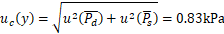 u_c(y) = √(u²(P̅_d) + u²(P̅_s)) = 0.83kPa